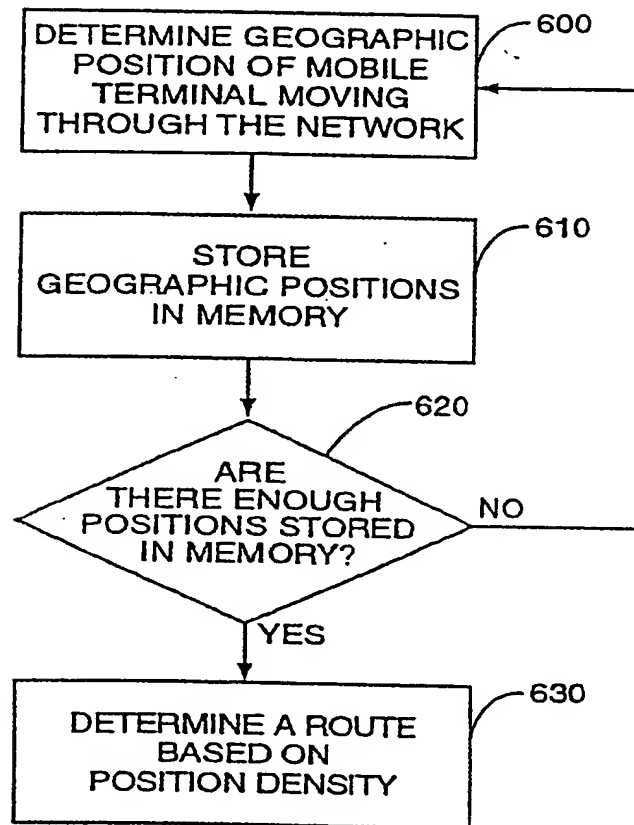 DETERMINE GEOGRAPHIC
POSITION OF MOBILE
TERMINAL MOVING
THROUGH THE NETWORK
600
STORE
GEOGRAPHIC POSITIONS
IN MEMORY
610
ARE
THERE ENOUGH
POSITIONS STORED
IN MEMORY?
620
NO
YES
DETERMINE A ROUTE
BASED ON
POSITION DENSITY
630